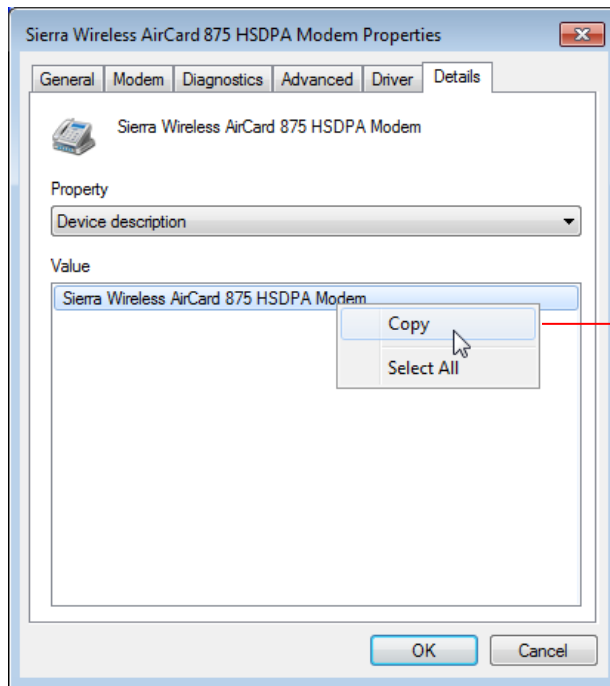 Sierra Wireless AirCard 875 HSDPA Modem Properties
General Modem Diagnostics Advanced Driver Details
Sierra Wireless AirCard 875 HSDPA Modem
Property
Device description
Value
Sierra Wireless AirCard 875 HSDPA Modem
Copy
Select All
OK Cancel